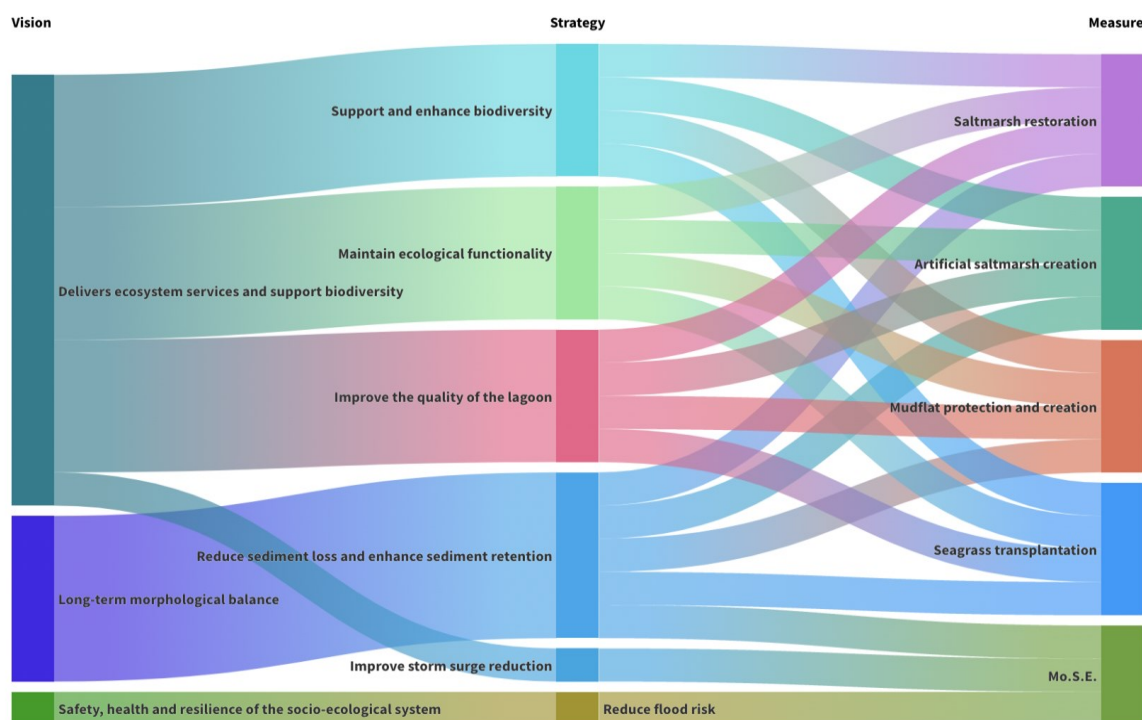 Vision
Strategy
Measure
Support and enhance biodiversity
Saltmarsh restoration
Maintain ecological functionality
Artificial saltmarsh creation
Delivers ecosystem services and support biodiversity
Improve the quality of the lagoon
Mudflat protection and creation
Reduce sediment loss and enhance sediment retention
Seagrass transplantation
Long-term morphological balance
Improve storm surge reduction
Mo.S.E.
Safety, health and resilience of the socio-ecological system
Reduce flood risk